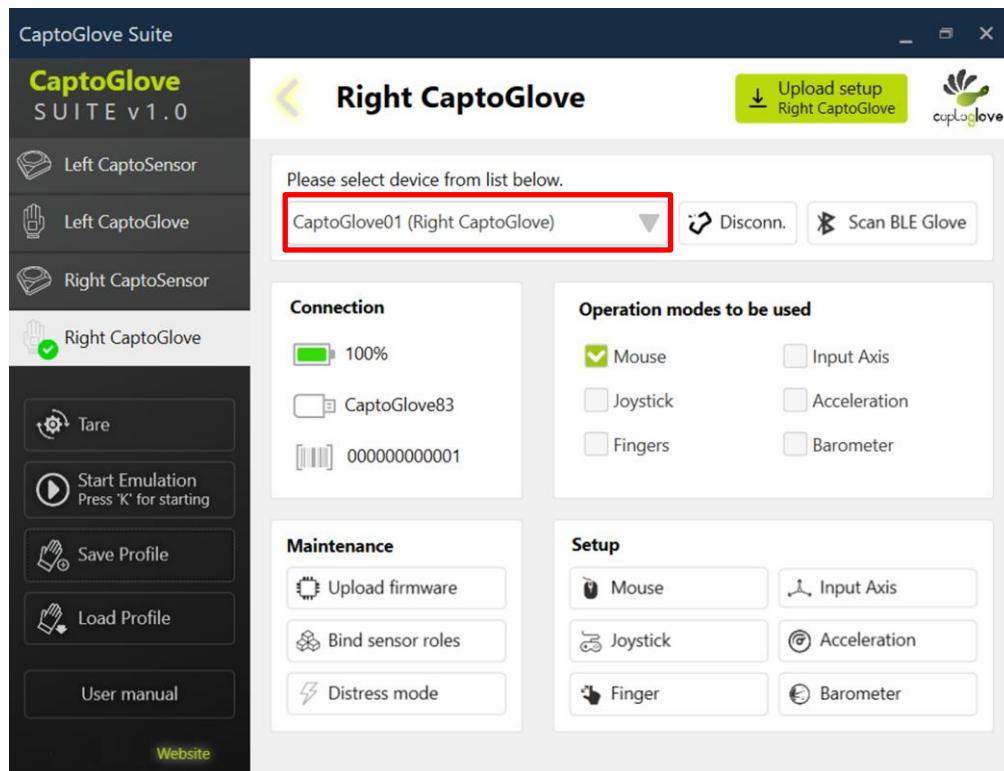 CaptoGlove Suite
CaptoGlove
SUITE v1.0
Left CaptoSensor
Left CaptoGlove
Right CaptoSensor
Right CaptoGlove
Tare
Start Emulation
Press 'K' for starting
Save Profile
Load Profile
User manual
Website
Right CaptoGlove
Upload setup
Right CaptoGlove
captoglove
Please select device from list below.
CaptoGlove01 (Right CaptoGlove)
Disconn.
Scan BLE Glove
Connection
100%
CaptoGlove83
000000000001
Operation modes to be used
Mouse
Input Axis
Joystick
Acceleration
Fingers
Barometer
Maintenance
Upload firmware
Bind sensor roles
Distress mode
Setup
Mouse
Input Axis
Joystick
Acceleration
Finger
Barometer